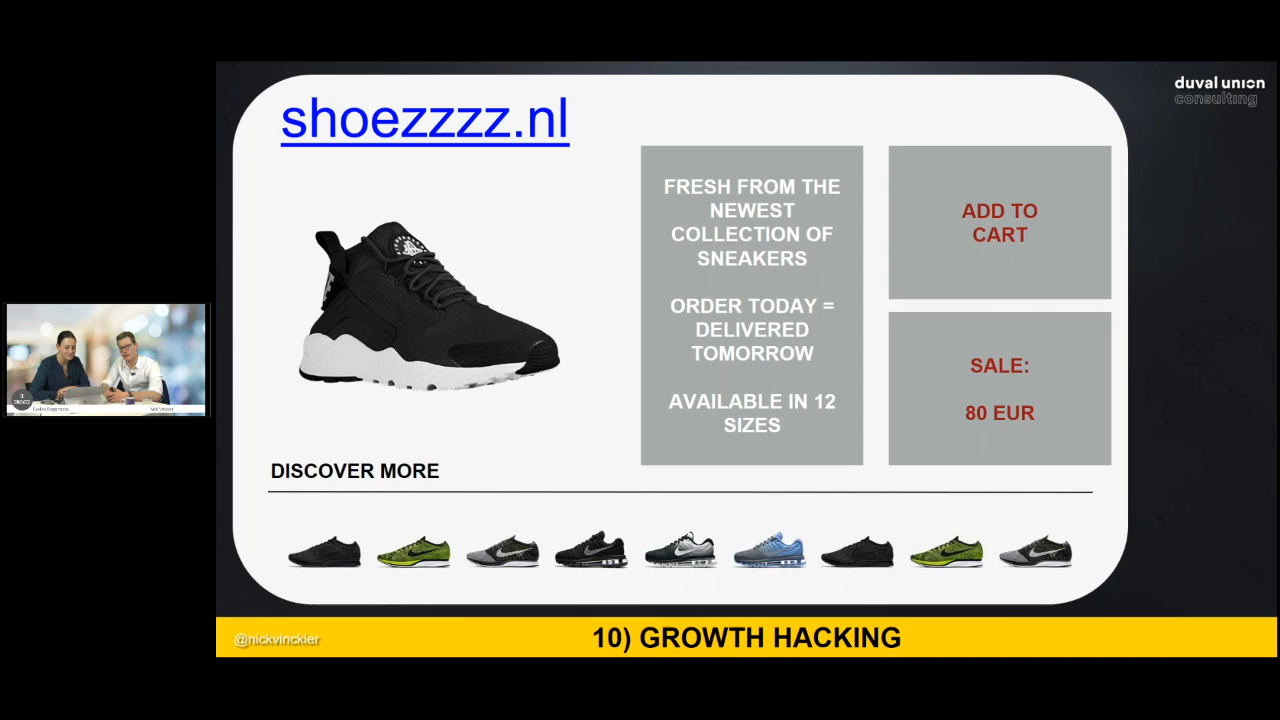 duval union
consulting
shoezzzz.nl
FRESH FROM THE
NEWEST
COLLECTION OF
SNEAKERS
ORDER TODAY =
DELIVERED
TOMORROW
AVAILABLE IN 12
SIZES
ADD TO
CART
SALE:
80 EUR
DISCOVER MORE
@nickvinckier
10) GROWTH HACKING